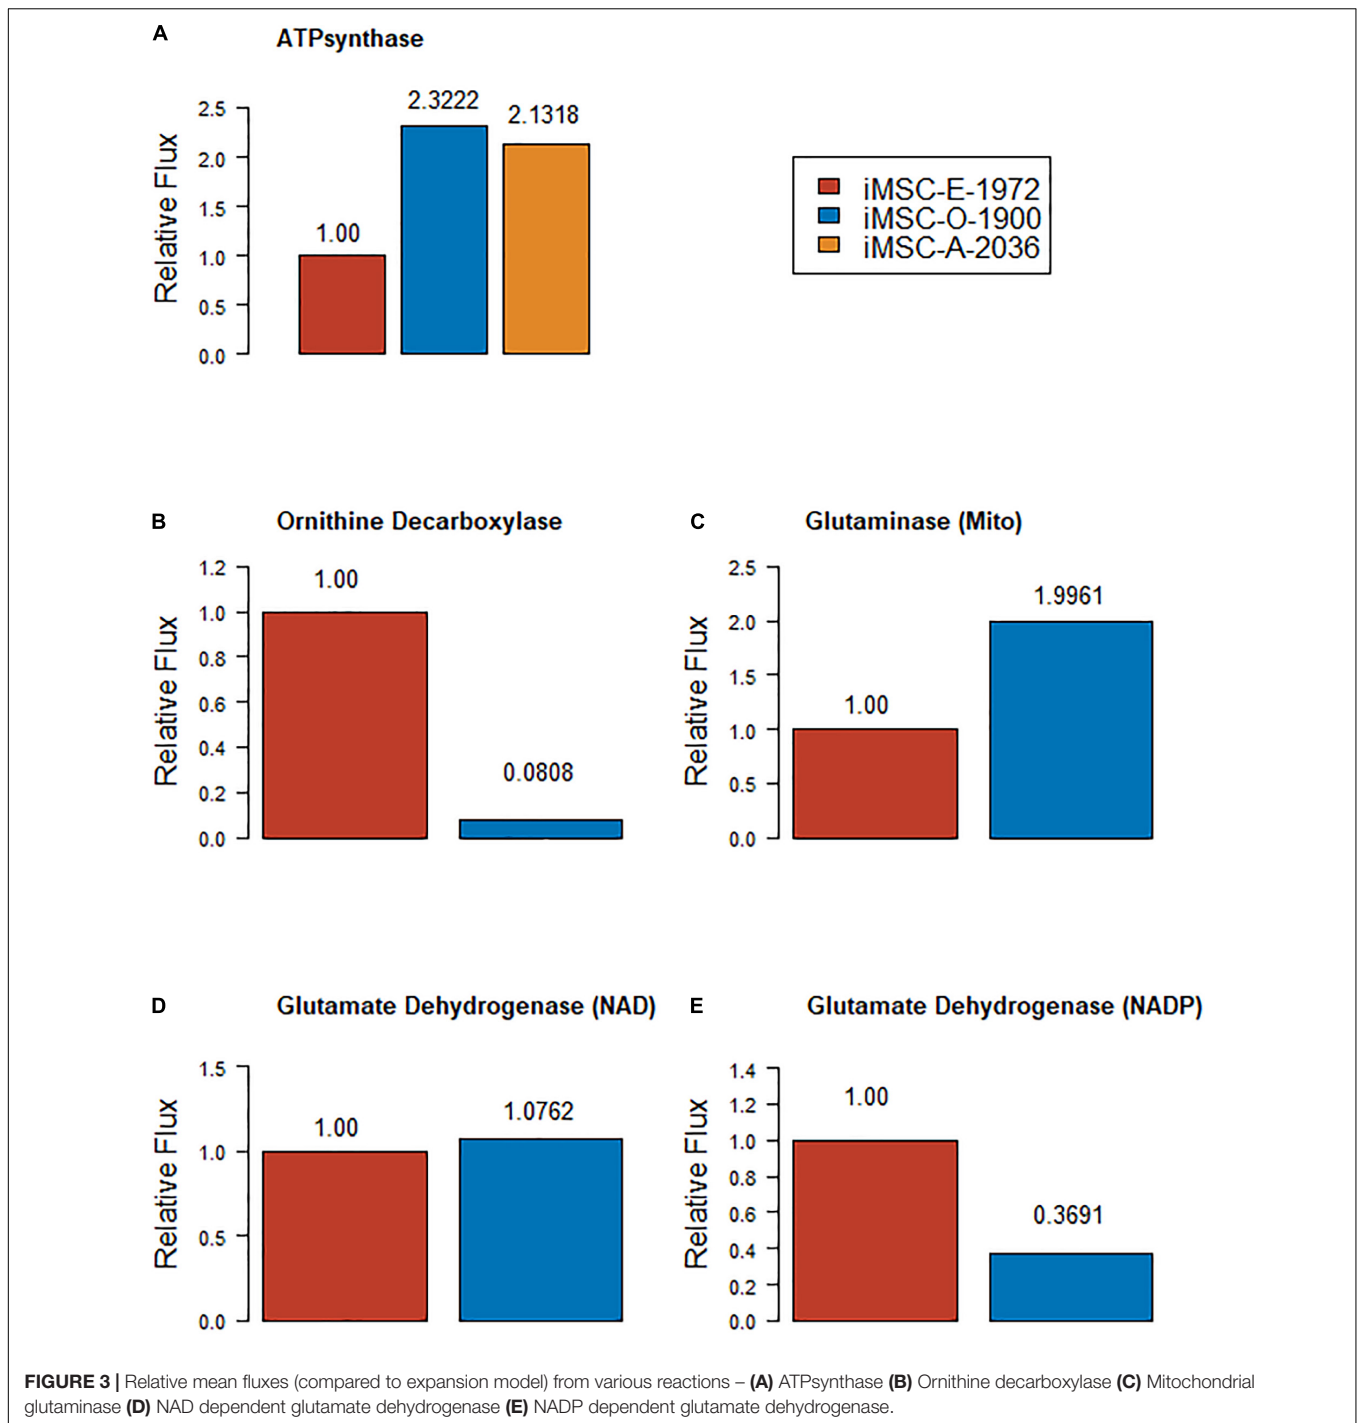 A
ATPsynthase
Relative Flux
2.5
2.0
1.5
1.0
0.5
0.0
1.00
2.3222
2.1318
iMSC-E-1972
iMSC-O-1900
iMSC-A-2036
B
Ornithine Decarboxylase
Relative Flux
1.2
1.0
0.8
0.6
0.4
0.2
0.0
1.00
0.0808
C
Glutaminase (Mito)
Relative Flux
2.5
2.0
1.5
1.0
0.5
0.0
1.00
1.9961
D
Glutamate Dehydrogenase (NAD)
Relative Flux
1.5
1.0
0.5
0.0
1.00
1.0762
E
Glutamate Dehydrogenase (NADP)
Relative Flux
1.4
1.2
1.0
0.8
0.6
0.4
0.2
0.0
1.00
0.3691
FIGURE 3 | Relative mean fluxes (compared to expansion model) from various reactions – (A) ATPsynthase (B) Ornithine decarboxylase (C) Mitochondrial
glutaminase (D) NAD dependent glutamate dehydrogenase (E) NADP dependent glutamate dehydrogenase.